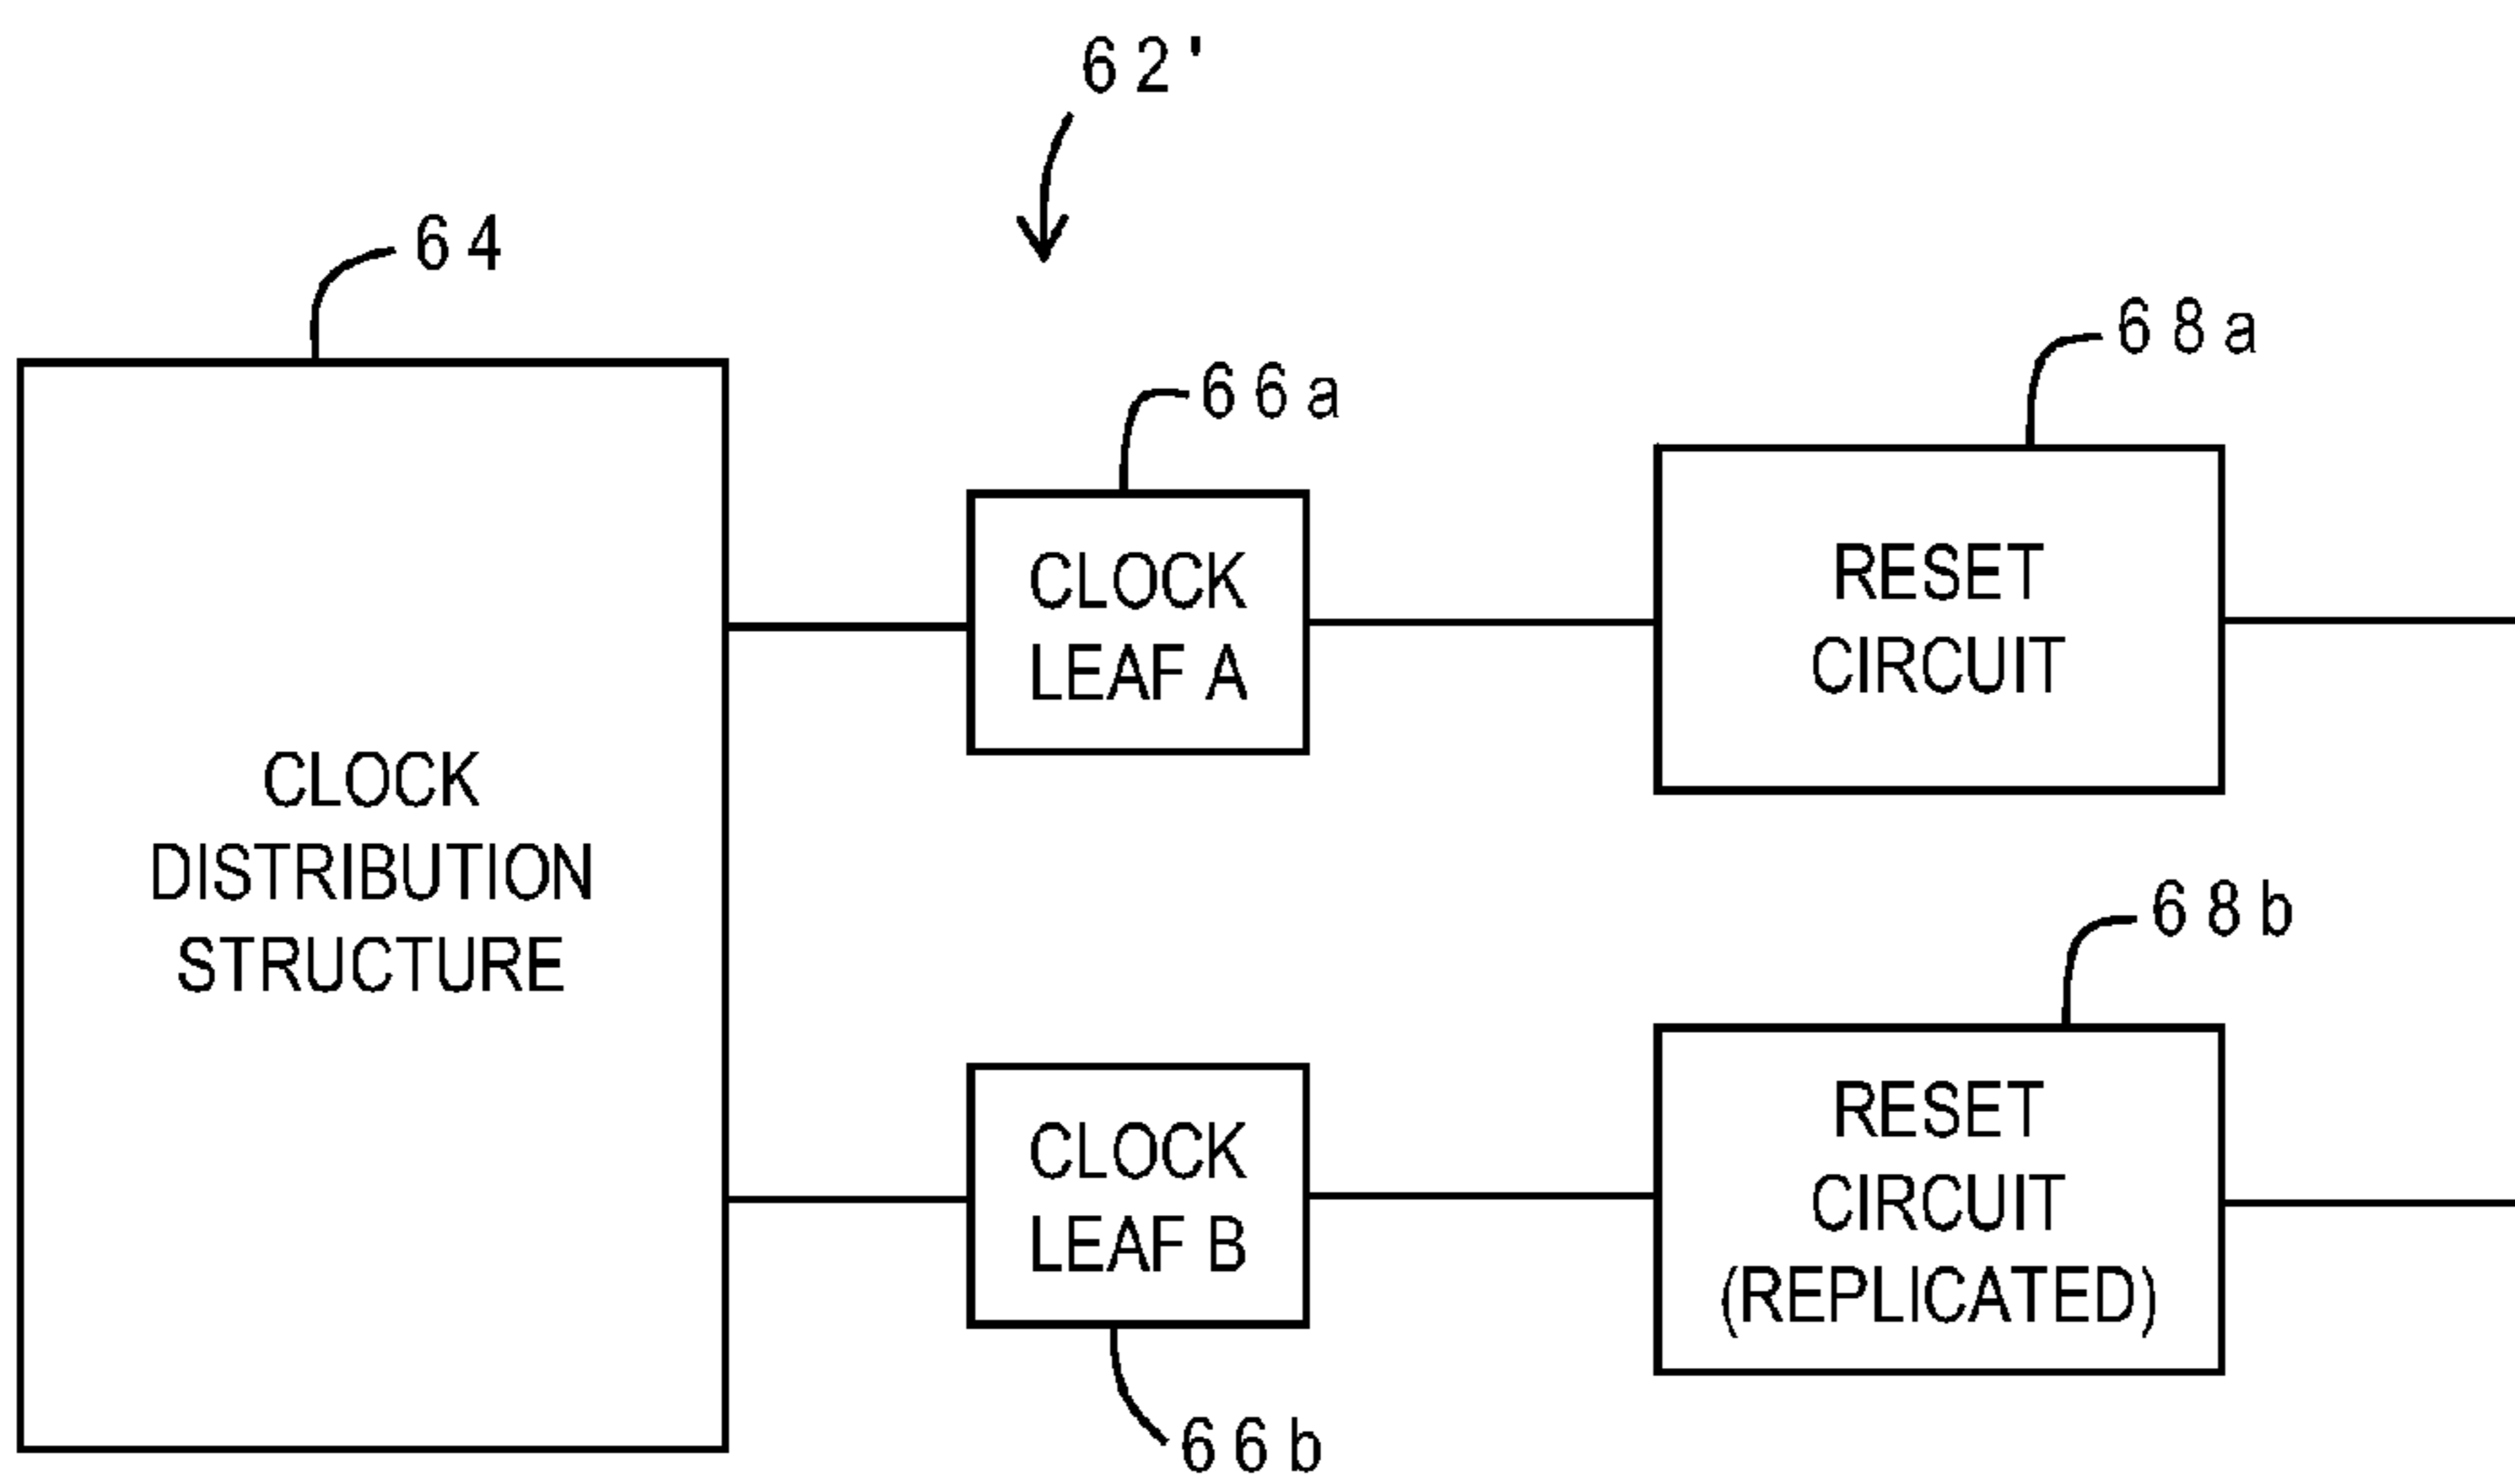 62'
64
66a
68a
CLOCK
LEAF A
RESET
CIRCUIT
CLOCK
DISTRIBUTION
STRUCTURE
68b
CLOCK
LEAF B
RESET
CIRCUIT
(REPLICATED)
66b